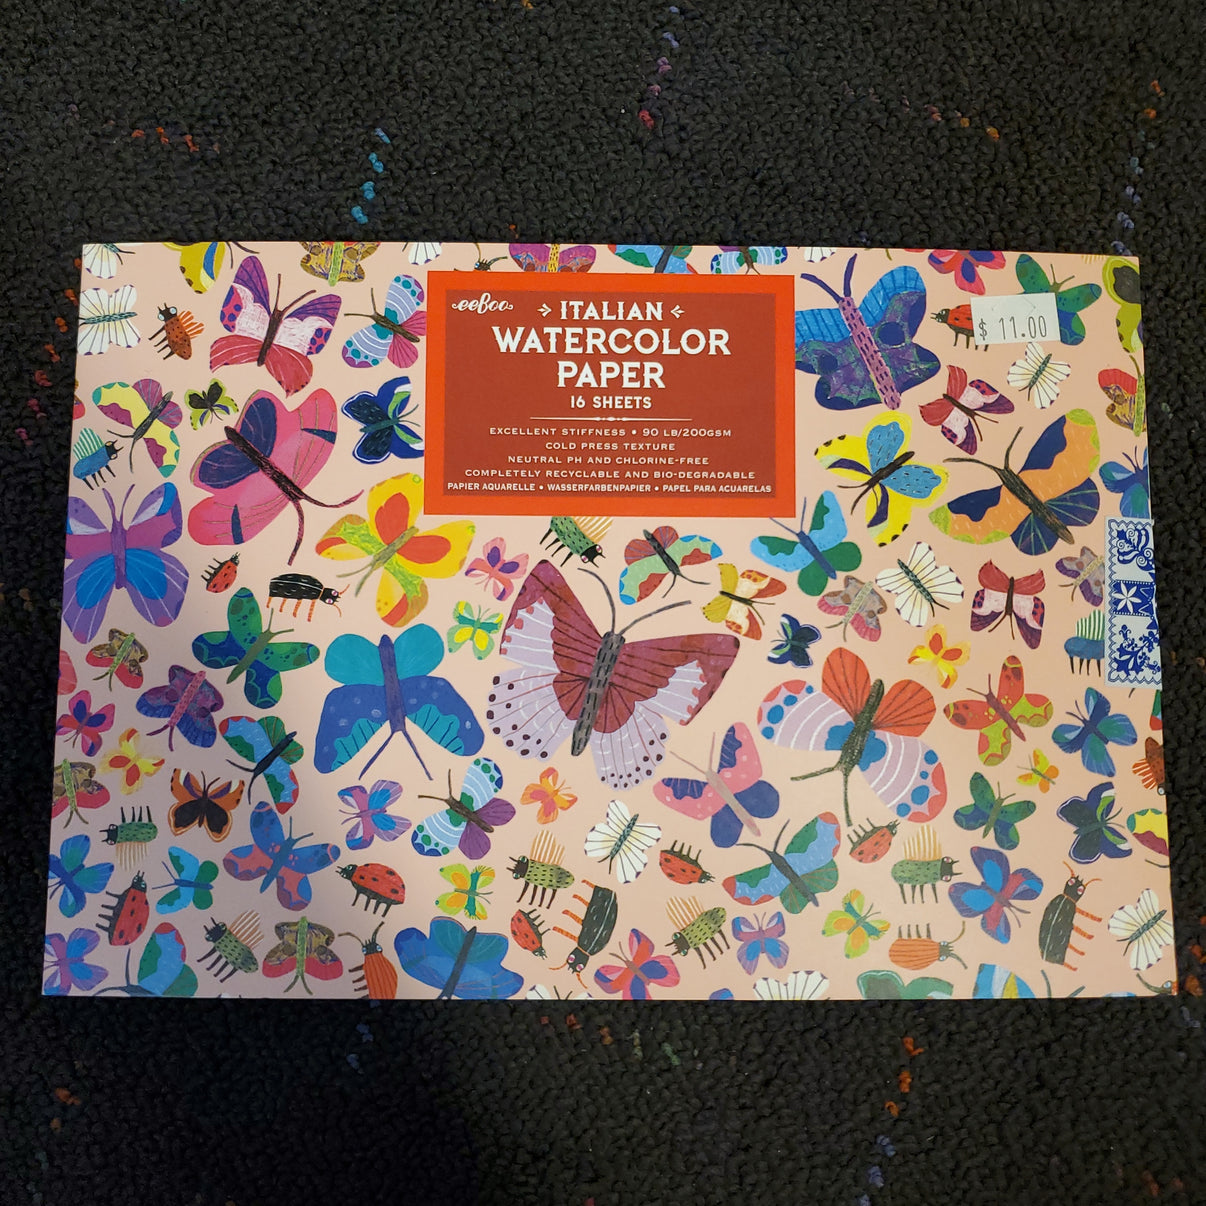 eeBoo
ITALIAN
WATERCOLOR
PAPER
16 SHEETS
EXCELLENT STIFFNESS • 90 LB/200GSM
COLD PRESS TEXTURE
NEUTRAL PH AND CHLORINE-FREE
COMPLETELY RECYCLABLE AND BIO-DEGRADABLE
PAPIER AQUARELLE • WASSERFARBENPAPIER • PAPEL PARA ACUARELAS
$ 11.00